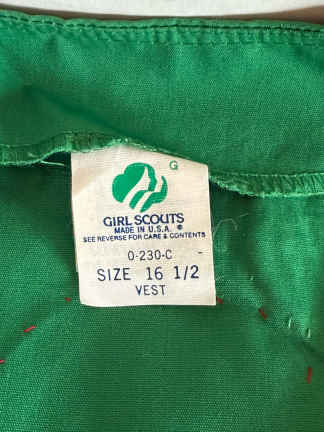 G
GIRL SCOUTS
MADE IN U.S.A. ®
SEE REVERSE FOR CARE & CONTENTS
0-230-C
SIZE 16 1/2
VEST